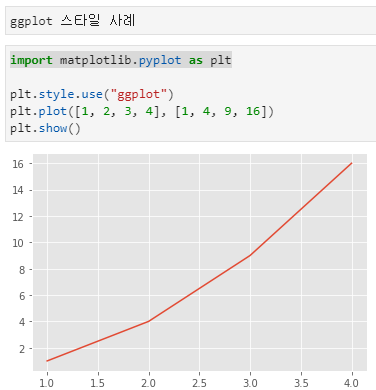 ggplot 스타일 사례
import matplotlib.pyplot as plt
plt.style.use("ggplot")
plt.plot([1, 2, 3, 4], [1, 4, 9, 16])
plt.show()
16
14
12
10
8
6
4
2
1.0 1.5 2.0 2.5 3.0 3.5 4.0